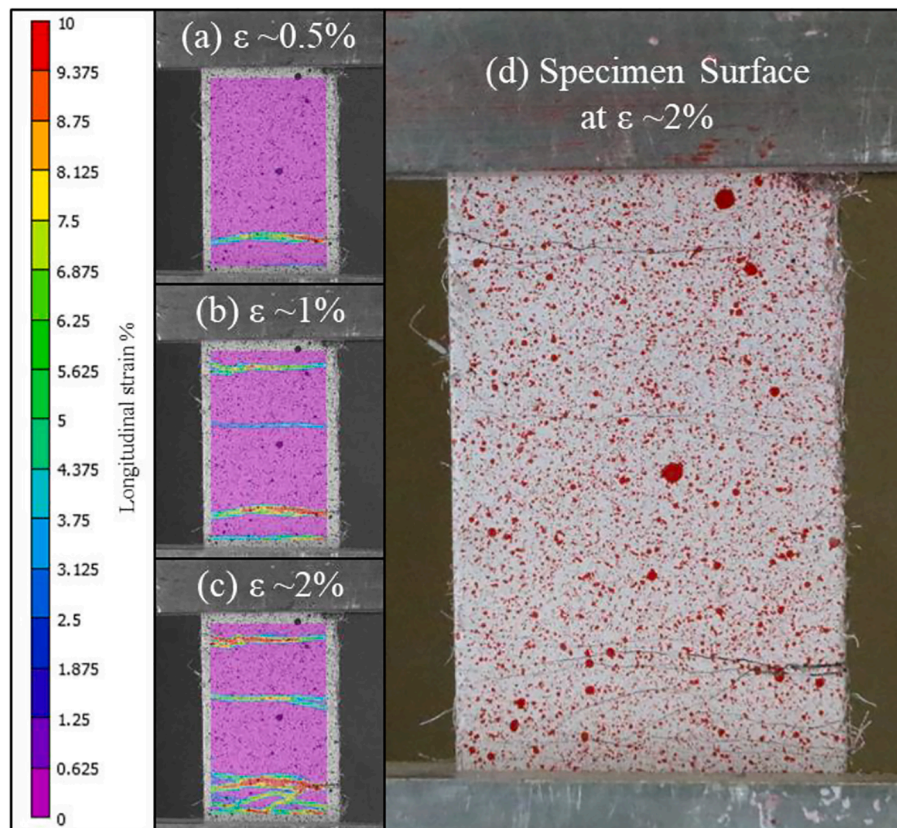 10
9.375
8.75
8.125
7.5
6.875
6.25
5.625
5
4.375
3.75
3.125
2.5
1.875
1.25
0.625
0
Longitudinal strain %
(a) ε ~0.5%
(b) ε ~1%
(c) ε ~2%
(d) Specimen Surface
at ε ~2%